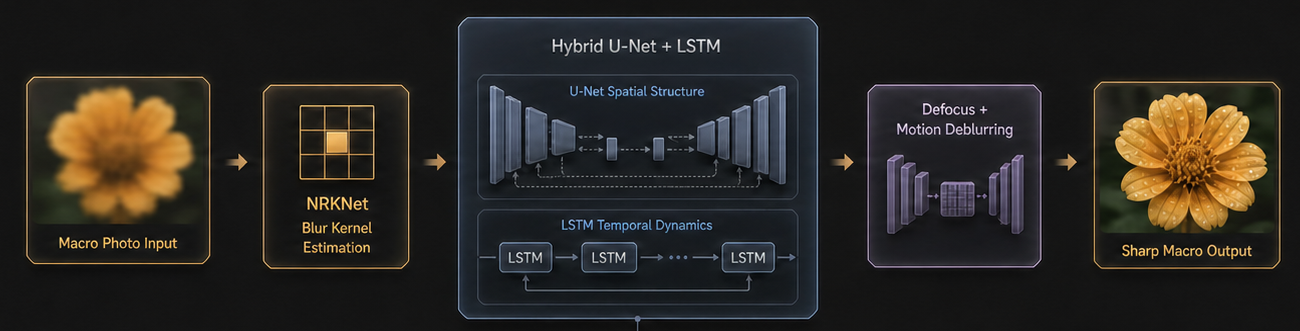 Macro Photo Input
NRKNet
Blur Kernel
Estimation
Hybrid U-Net + LSTM
U-Net Spatial Structure
LSTM Temporal Dynamics
LSTM
LSTM
LSTM
Defocus +
Motion Deblurring
Sharp Macro Output